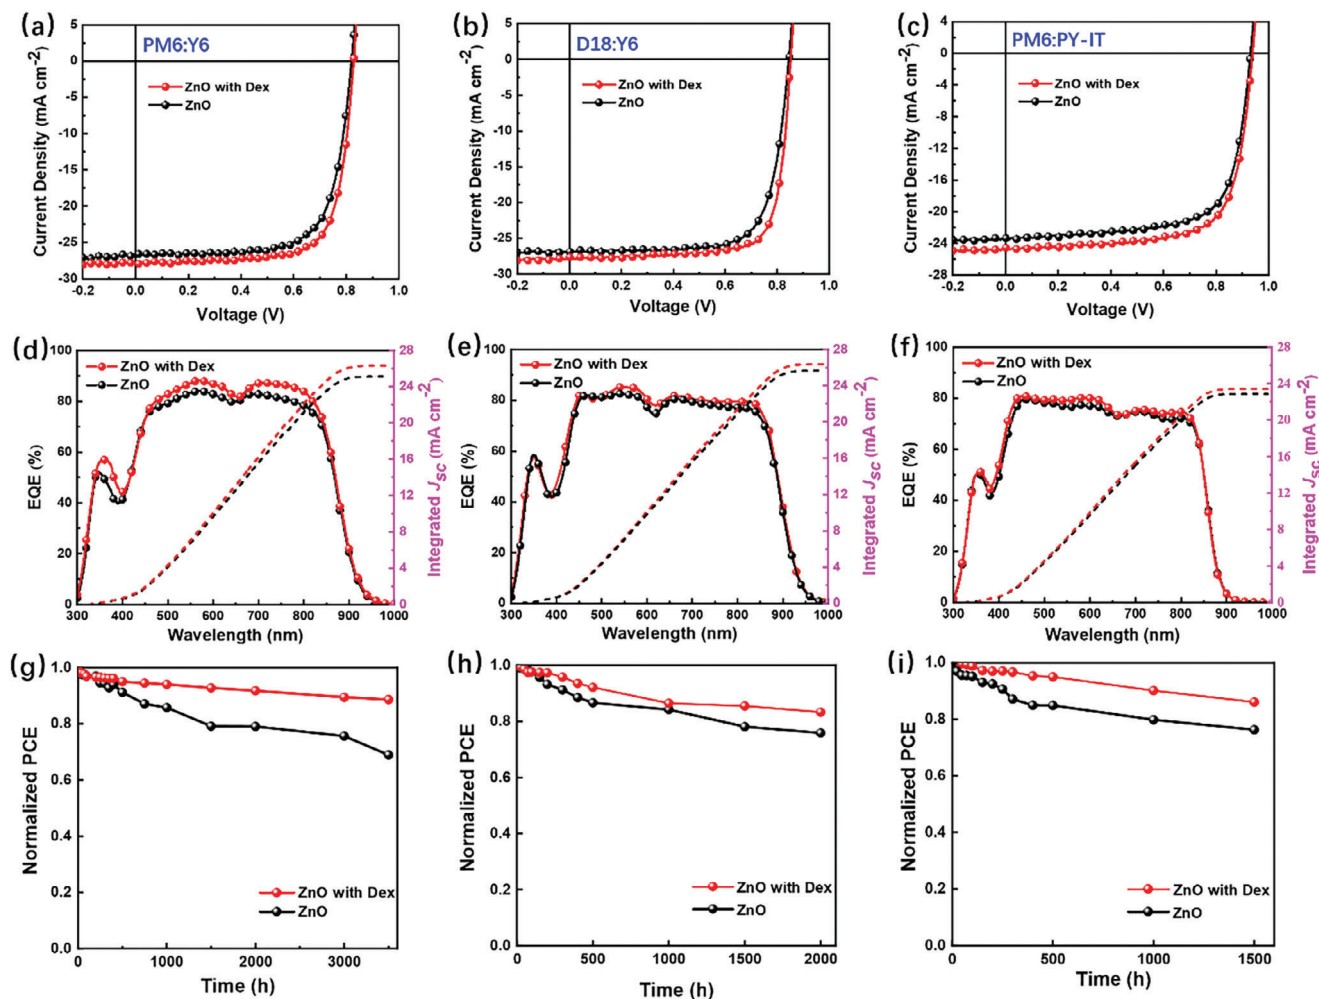 (a)
PM6:Y6
ZnO with Dex
ZnO
Current Density (mA cm-2)
5
0
-5
-10
-15
-20
-25
-30
-0.2 0.0 0.2 0.4 0.6 0.8 1.0
Voltage (V)
(b)
D18:Y6
ZnO with Dex
ZnO
Current Density (mA cm-2)
5
0
-5
-10
-15
-20
-25
-30
-0.2 0.0 0.2 0.4 0.6 0.8 1.0
Voltage (V)
(c)
PM6:PY-IT
ZnO with Dex
ZnO
Current Density (mA cm-2)
4
0
-4
-8
-12
-16
-20
-24
-28
-0.2 0.0 0.2 0.4 0.6 0.8 1.0
Voltage (V)
(d)
ZnO with Dex
ZnO
EQE (%)
100
80
60
40
20
0
300 400 500 600 700 800 900 1000
Wavelength (nm)
28
24
20
16
12
8
4
0
Integrated JSC (mA cm-2)
(e)
ZnO with Dex
ZnO
EQE (%)
100
80
60
40
20
0
300 400 500 600 700 800 900 1000
Wavelength (nm)
28
24
20
16
12
8
4
0
Integrated JSC (mA cm-2)
(f)
ZnO with Dex
ZnO
EQE (%)
100
80
60
40
20
0
300 400 500 600 700 800 900 1000
Wavelength (nm)
28
24
20
16
12
8
4
0
Integrated JSC (mA cm-2)
(g)
Normalized PCE
1.0
0.8
0.6
0.4
0.2
0.0
ZnO with Dex
ZnO
0 1000 2000 3000
Time (h)
(h)
Normalized PCE
1.0
0.8
0.6
0.4
0.2
0.0
ZnO with Dex
ZnO
0 500 1000 1500 2000
Time (h)
(i)
Normalized PCE
1.0
0.8
0.6
0.4
0.2
0.0
ZnO with Dex
ZnO
0 500 1000 1500
Time (h)